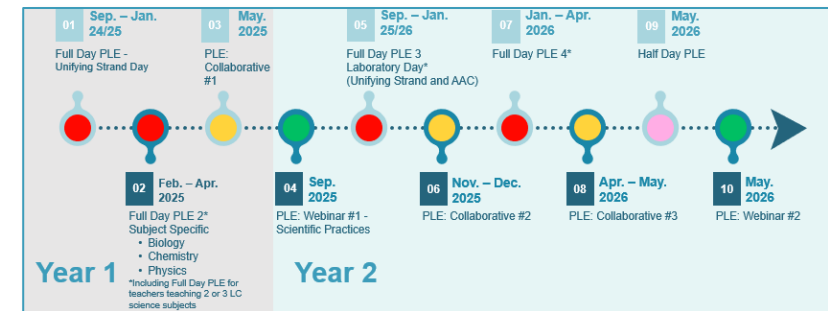 01
Sep. – Jan.
24/25
Full Day PLE -
Unifying Strand Day
03
May.
2025
PLE:
Collaborative
#1
05
Sep. – Jan.
25/26
Full Day PLE 3
Laboratory Day*
(Unifying Strand and AAC)
07
Jan. – Apr.
2026
Full Day PLE 4*
09
May.
2026
Half Day PLE
02
Feb. – Apr.
2025
Full Day PLE 2*
Subject Specific
• Biology
• Chemistry
• Physics
*Including Full Day PLE for
teachers teaching 2 or 3 LC
science subjects
04
Sep.
2025
PLE: Webinar #1 -
Scientific Practices
06
Nov. – Dec.
2025
PLE: Collaborative #2
08
Apr. – May.
2026
PLE: Collaborative #3
10
May.
2026
PLE: Webinar #2
Year 1
Year 2